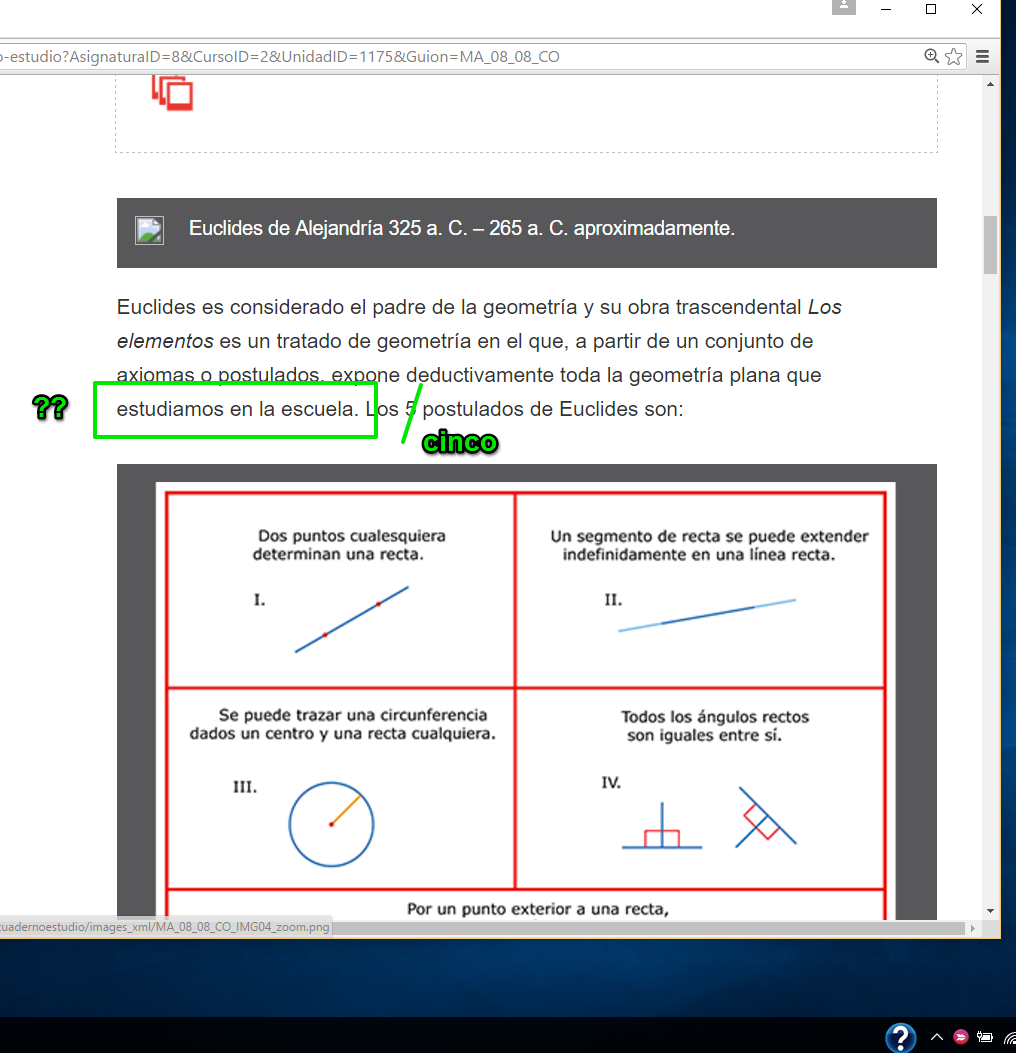 o-estudio?AsignaturaID=8&CursoID=2&UnidadID=1175&Guion=MA_08_08_CO
Euclides de Alejandría 325 a. C. – 265 a. C. aproximadamente.
Euclides es considerado el padre de la geometría y su obra trascendental Los
elementos es un tratado de geometría en el que, a partir de un conjunto de
axiomas o postulados, expone deductivamente toda la geometría plana que
?? estudiamos en la escuela. Los 5 postulados de Euclides son:
cinco
Dos puntos cualesquiera
determinan una recta.
I.
Un segmento de recta se puede extender
indefinidamente en una línea recta.
II.
Se puede trazar una circunferencia
dados un centro y una recta cualquiera.
III.
Todos los ángulos rectos
son iguales entre sí.
IV.
Por un punto exterior a una recta,
cuadernoestudio/images_xml/MA_08_08_CO_IMG04_zoom.png
?